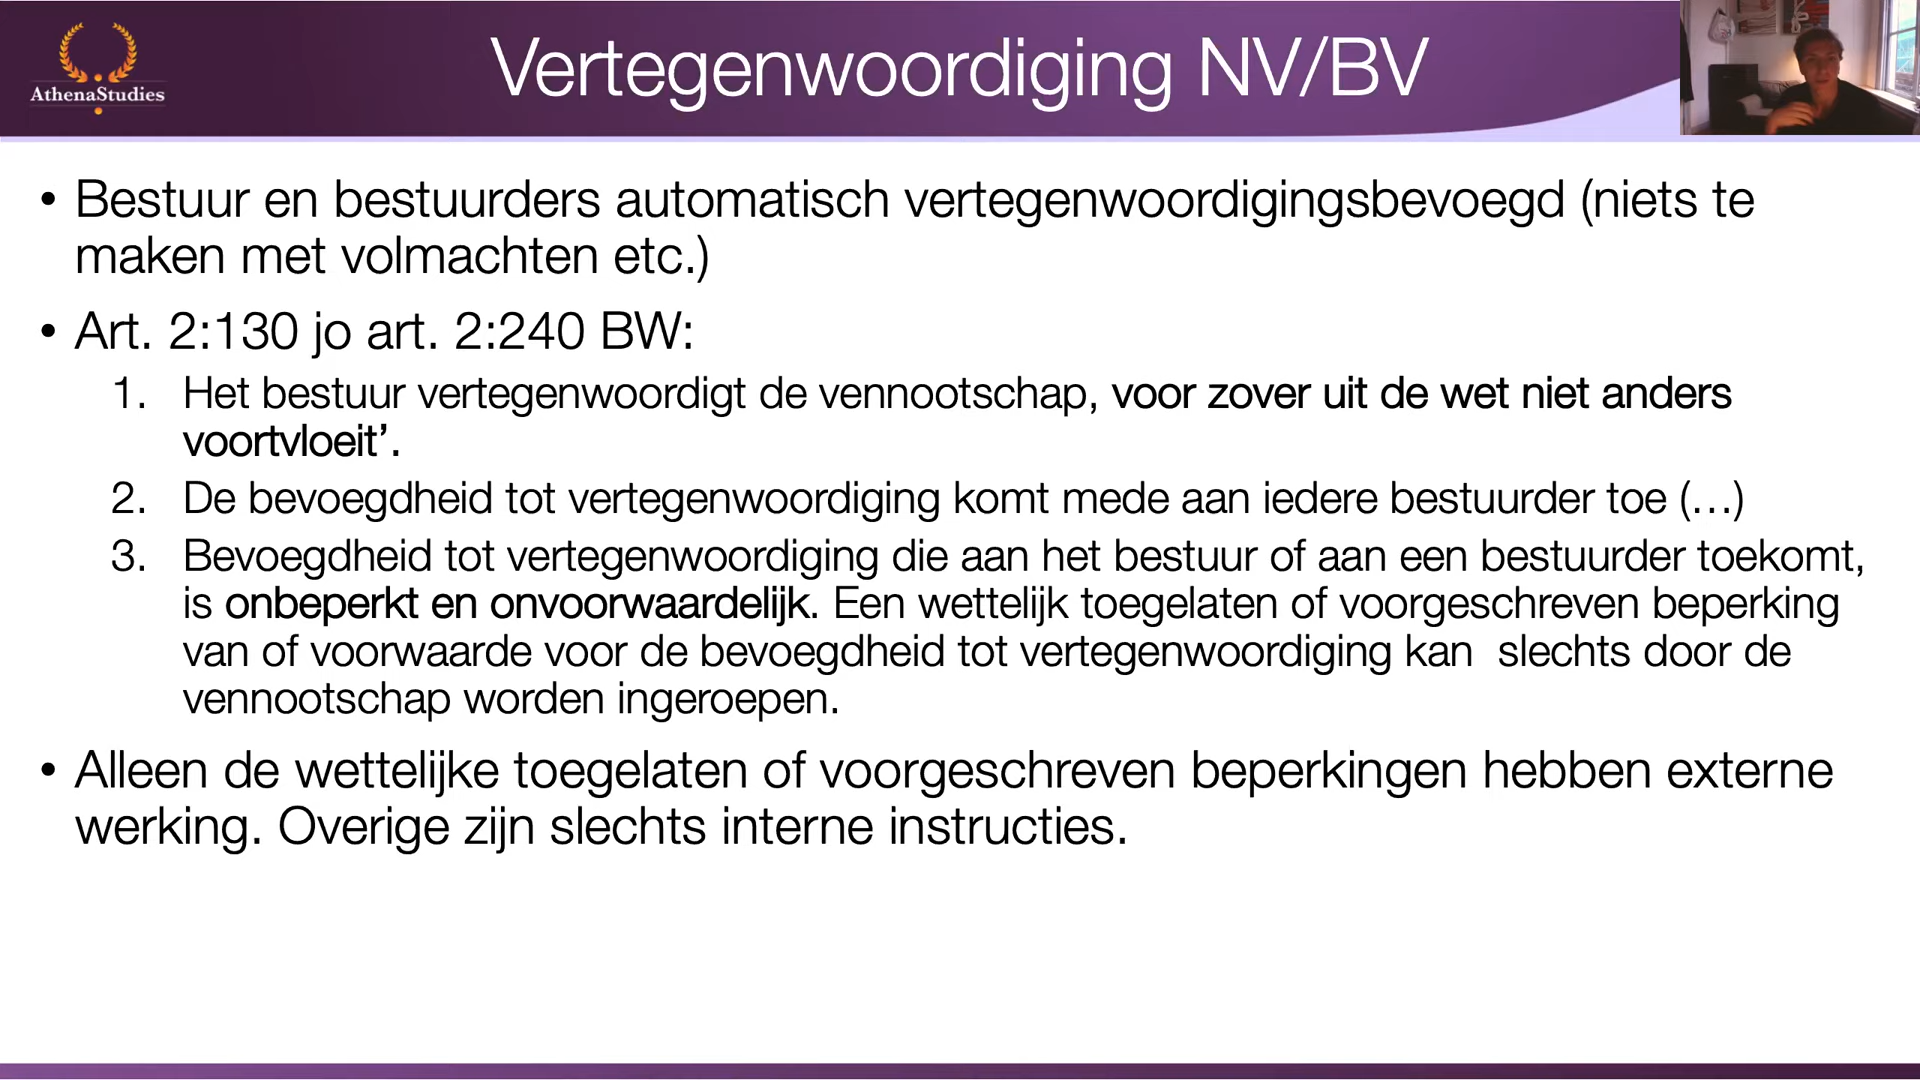 AthenaStudies
Vertegenwoordiging NV/BV
• Bestuur en bestuurders automatisch vertegenwoordigingsbevoegd (niets te
maken met volmachten etc.)
• Art. 2:130 jo art. 2:240 BW:
1. Het bestuur vertegenwoordigt de vennootschap, voor zover uit de wet niet anders
voortvloeit’.
2. De bevoegdheid tot vertegenwoordiging komt mede aan iedere bestuurder toe (…)
3. Bevoegdheid tot vertegenwoordiging die aan het bestuur of aan een bestuurder toekomt,
is onbeperkt en onvoorwaardelijk. Een wettelijk toegelaten of voorgeschreven beperking
van of voorwaarde voor de bevoegdheid tot vertegenwoordiging kan  slechts door de
vennootschap worden ingeroepen.
• Alleen de wettelijke toegelaten of voorgeschreven beperkingen hebben externe
werking. Overige zijn slechts interne instructies.